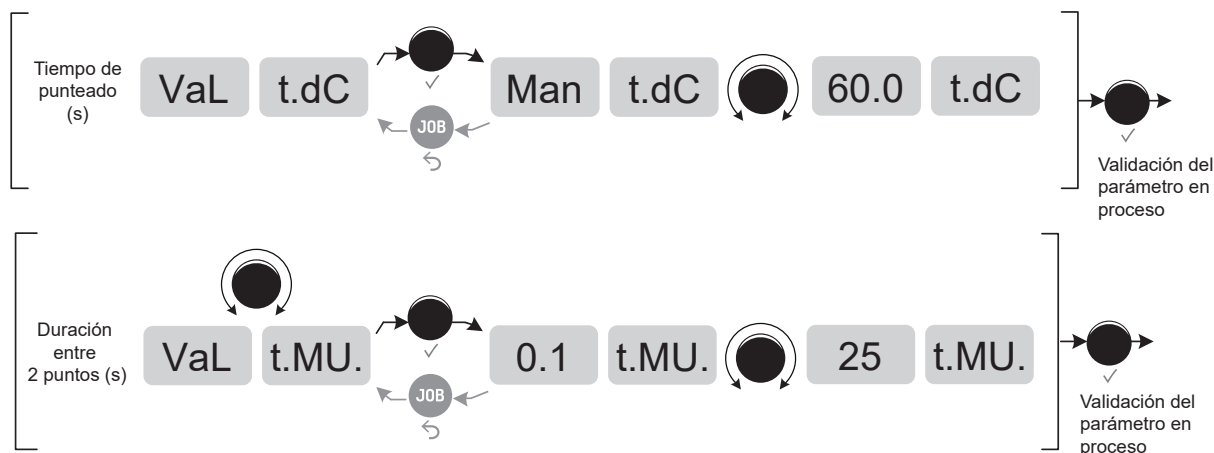 Tiempo de
punteado
(s)
VaL t.dC
JOB
Man t.dC
60.0 t.dC
Validación del
parámetro en
proceso
Duración
entre
2 puntos (s)
VaL t.MU.
JOB
0.1 t.MU.
25 t.MU.
Validación del
parámetro en
proceso